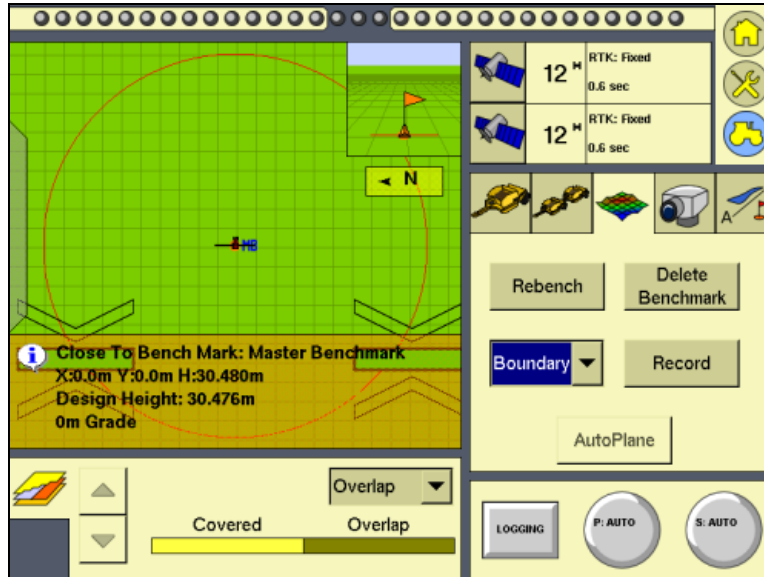 12 H RTK: Fixed
0.6 sec
12 H RTK: Fixed
0.6 sec
N
MB
A
Close To Bench Mark: Master Benchmark
X:0.0m Y:0.0m H:30.480m
Design Height: 30.476m
0m Grade
Rebench
Delete
Benchmark
Boundary
Record
AutoPlane
Overlap
Covered
Overlap
LOGGING
P: AUTO
S: AUTO